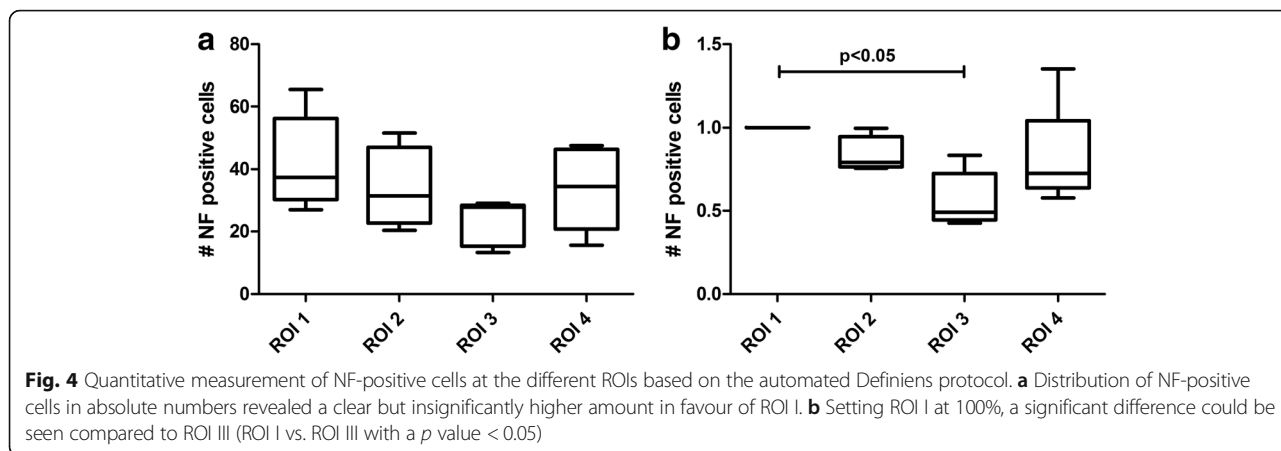 a
80
60
40
20
0
# NF positive cells
ROI 1
ROI 2
ROI 3
ROI 4
b
1.5
1.0
0.5
0.0
# NF positive cells
p<0.05
ROI 1
ROI 2
ROI 3
ROI 4
Fig. 4 Quantitative measurement of NF-positive cells at the different ROIs based on the automated Definiens protocol. a Distribution of NF-positive
cells in absolute numbers revealed a clear but insignificantly higher amount in favour of ROI I. b Setting ROI I at 100%, a significant difference could be
seen compared to ROI III (ROI I vs. ROI III with a p value < 0.05)